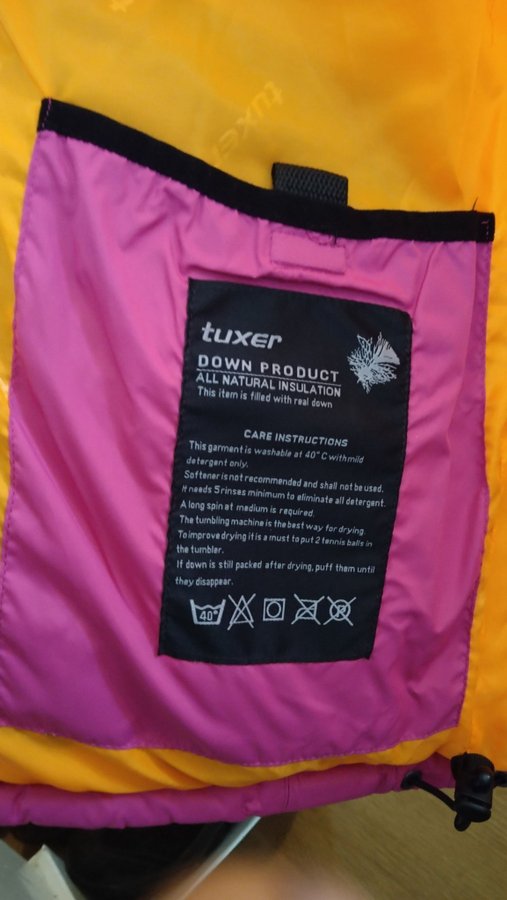 tuxer
tuxer
DOWN PRODUCT
ALL NATURAL INSULATION
This item is filled with real down
CARE INSTRUCTIONS
This garment is washable at 40°C with mild
detergent only.
Softener is not recommended and shall not be used.
It needs 5 rinses minimum to eliminate all detergent.
A long spin at medium is required.
The tumbling machine is the best way for drying.
To improve drying it is a must to put 2 tennis balls in
the tumbler.
If down is still packed after drying, puff them until
they disappear.
40°